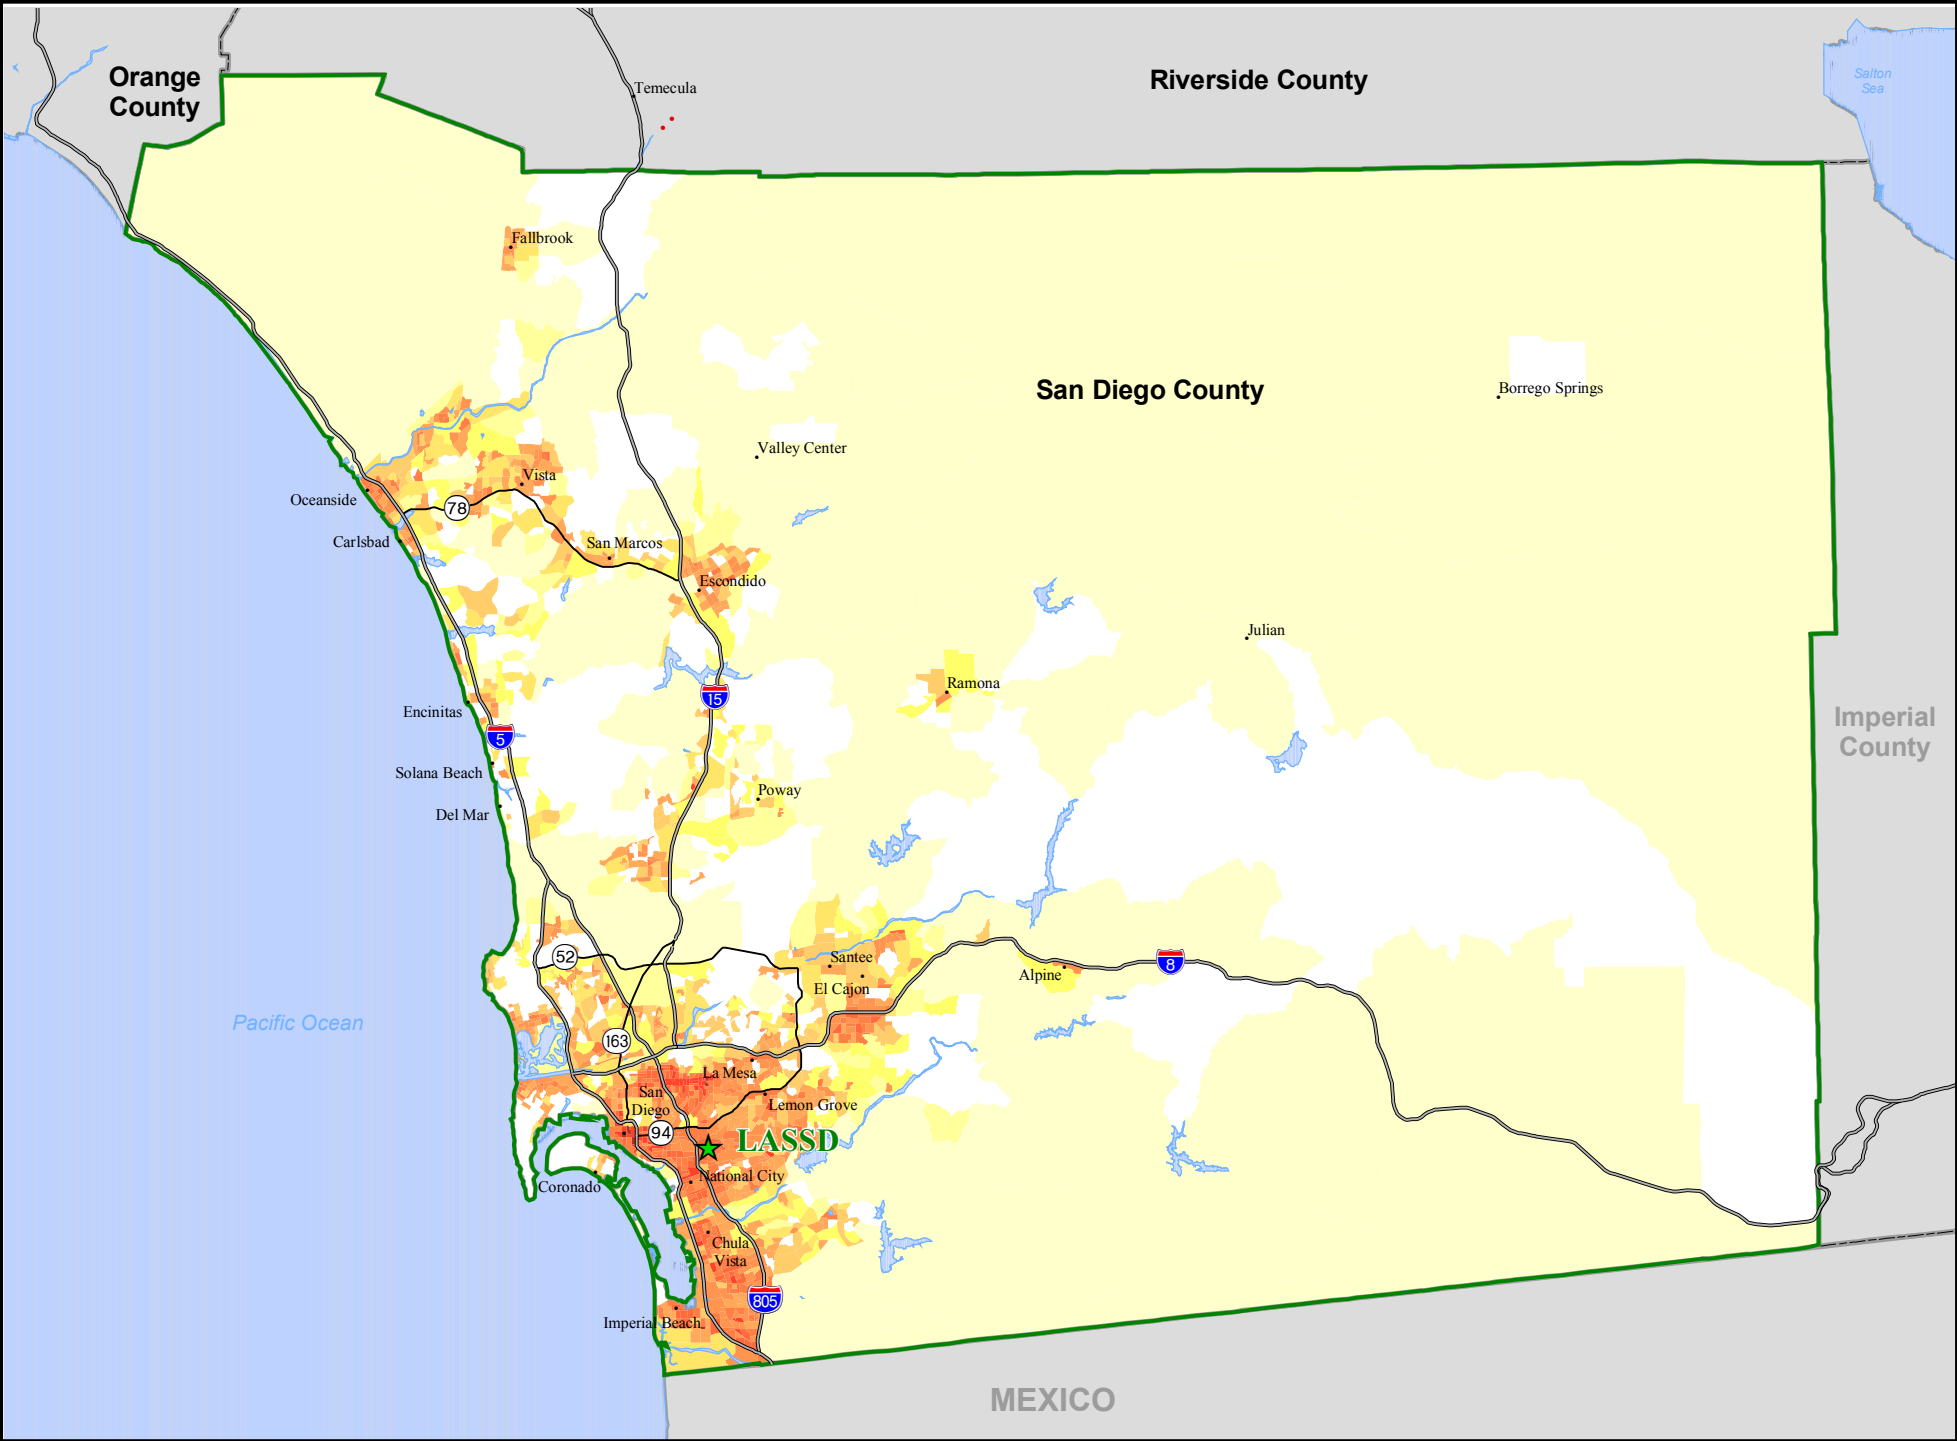 Orange
County
Riverside County
Salton
Sea
Temecula
Fallbrook
San Diego County
Borrego Springs
Valley Center
Vista
Oceanside
78
Carlsbad
San Marcos
Escondido
Julian
Ramona
15
Encinitas
5
Imperial
County
Solana Beach
Poway
Del Mar
52
Santee
8
Alpine
El Cajon
Pacific Ocean
163
La Mesa
San
Diego
Lemon Grove
94
LASSD
National City
Coronado
Chula
Vista
805
Imperial Beach
MEXICO